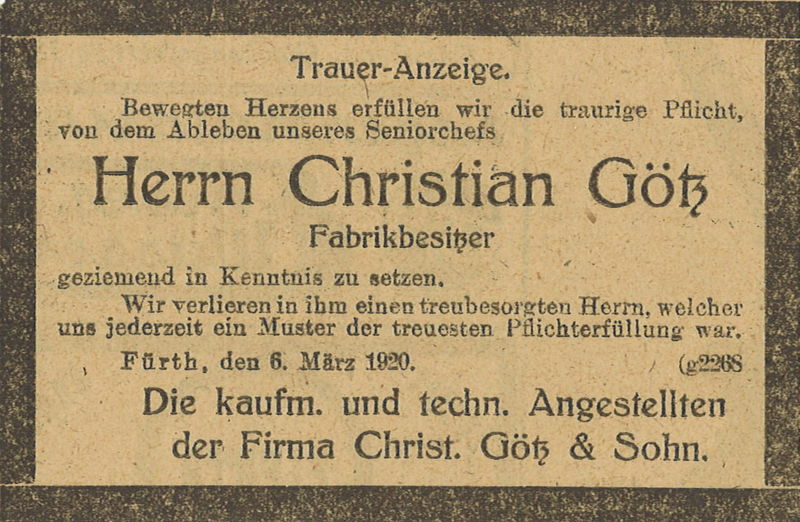 Trauer-Anzeige.
Bewegten Herzens erfüllen wir die traurige Pflicht,
von dem Ableben unseres Seniorchefs
Herrn Christian Götz
Fabrikbesitzer
geziemend in Kenntnis zu setzen.
Wir verlieren in ihm einen treubesorgten Herrn, welcher
uns jederzeit ein Muster der treuesten Pflichterfüllung war.
Fürth, den 6. März 1920. (g2268
Die kaufm. und techn. Angestellten
der Firma Christ. Götz & Sohn.